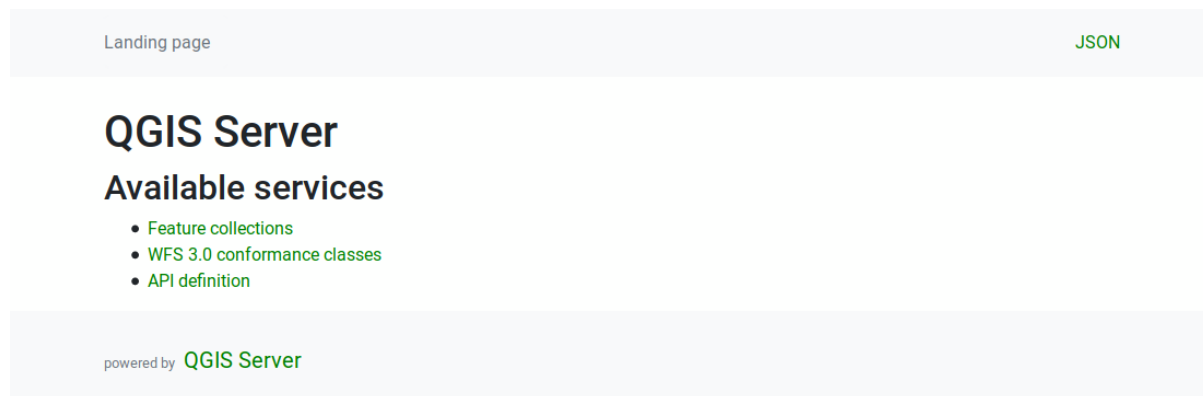 Landing page JSON
QGIS Server
Available services
Feature collections
WFS 3.0 conformance classes
API definition
powered by QGIS Server